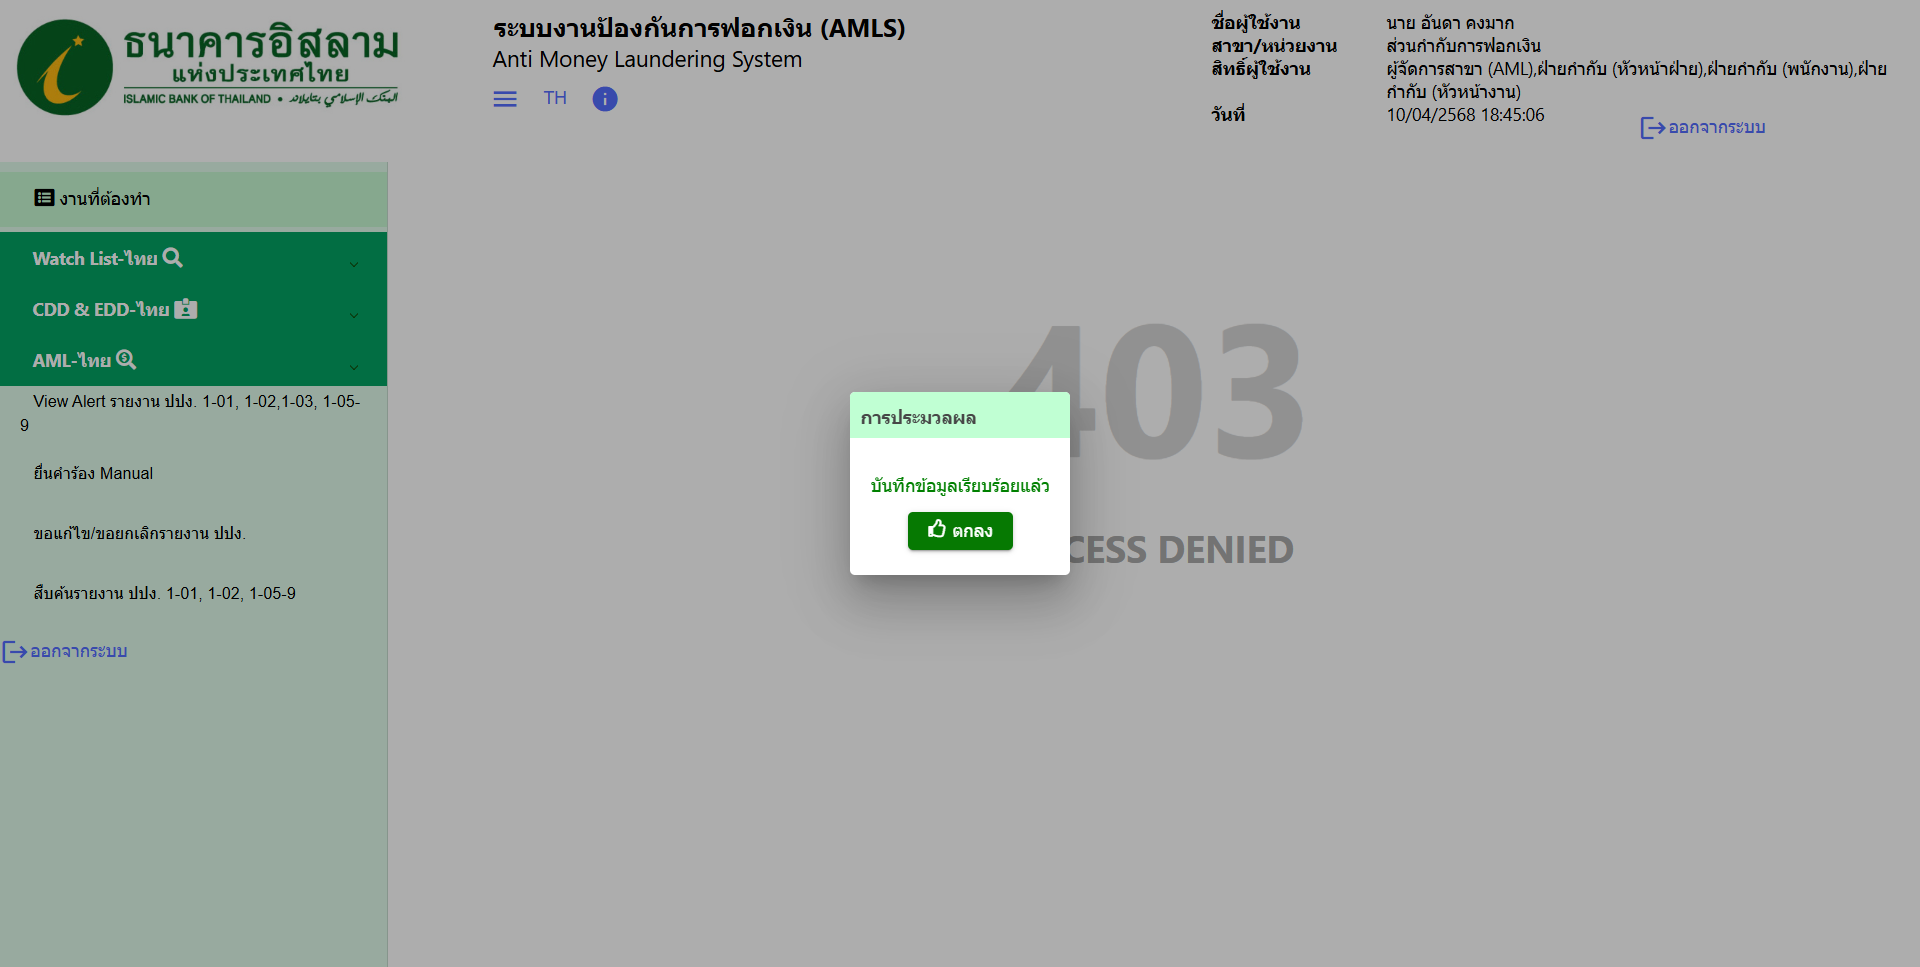 ธนาคารอิสลาม
แห่งประเทศไทย
ISLAMIC BANK OF THAILAND •
ระบบงานป้องกันการฟอกเงิน (AMLS)
Anti Money Laundering System
TH
ชื่อผู้ใช้งาน นาย อันดา คงมาก
สาขา/หน่วยงาน ส่วนกำกับการฟอกเงิน
สิทธิ์ผู้ใช้งาน ผู้จัดการสาขา (AML),ฝ่ายกำกับ (หัวหน้าฝ่าย),ฝ่ายกำกับ (พนักงาน),ฝ่าย
กำกับ (หัวหน้างาน)
วันที่ 10/04/2568 18:45:06
ออกจากระบบ
งานที่ต้องทำ
Watch List-ไทย
CDD & EDD-ไทย
AML-ไทย
View Alert รายงาน ปปง. 1-01, 1-02,1-03, 1-05-
9
ยื่นคำร้อง Manual
ขอแก้ไข/ขอยกเลิกรายงาน ปปง.
สืบค้นรายงาน ปปง. 1-01, 1-02, 1-05-9
ออกจากระบบ
403
CESS DENIED
การประมวลผล
บันทึกข้อมูลเรียบร้อยแล้ว
ตกลง